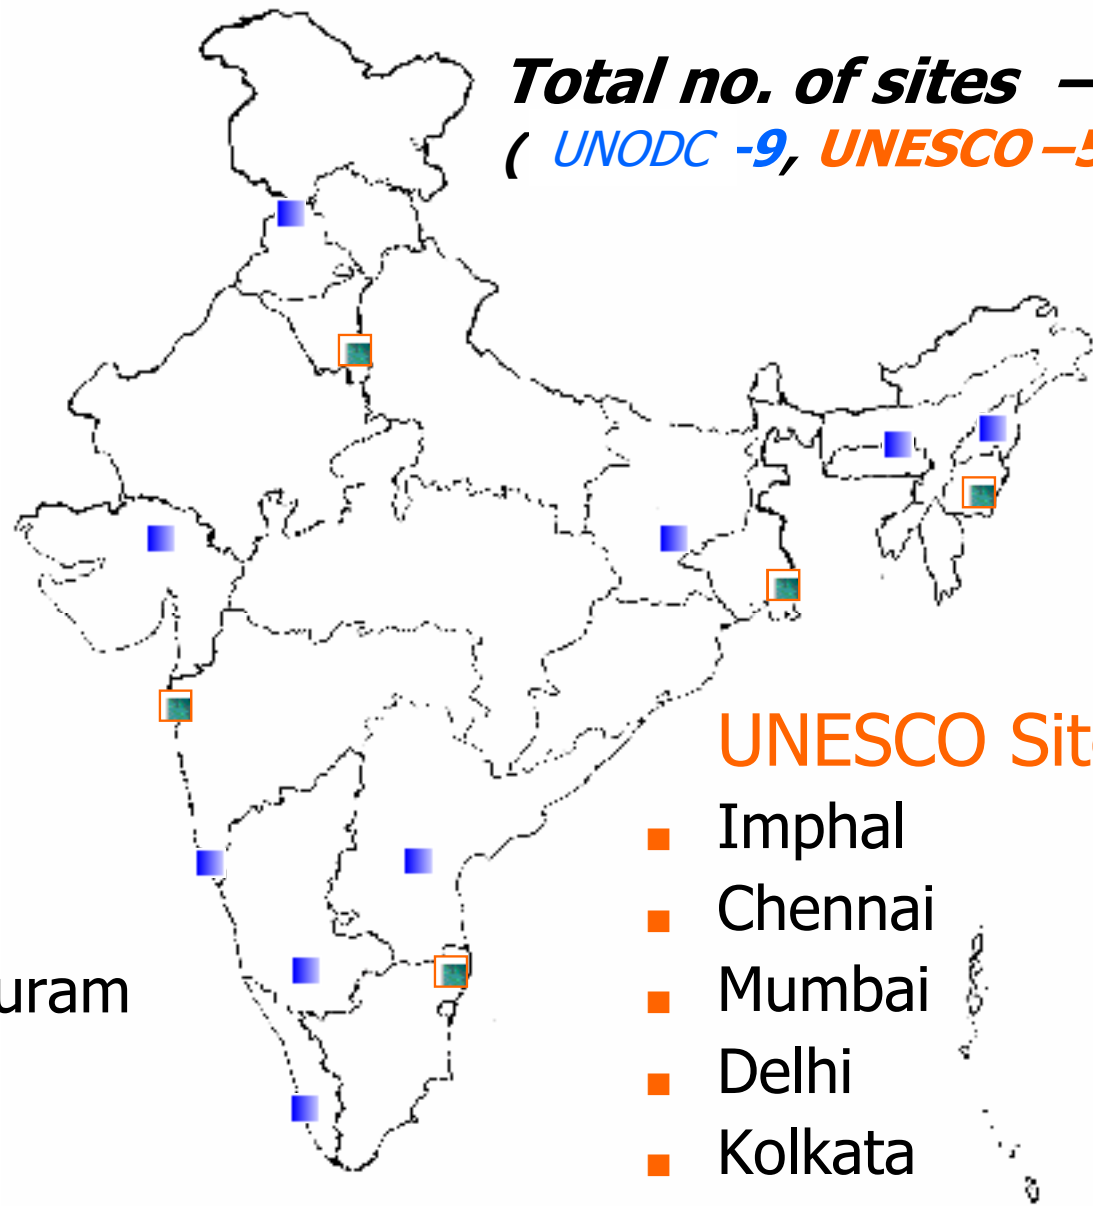 Total no. of sites –
( UNODC -9, UNESCO –5
UNESCO Sit
Imphal
Chennai
Mumbai
Delhi
Kolkata
uram